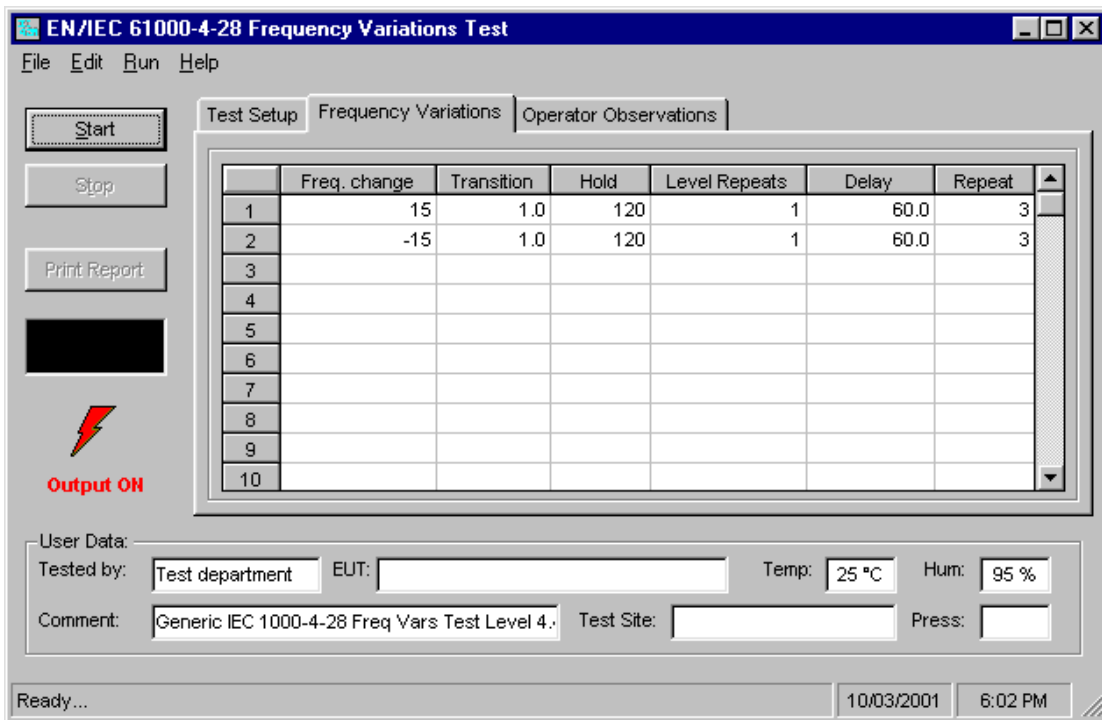 EN/IEC 61000-4-28 Frequency Variations Test
File Edit Run Help
Start
Stop
Print Report
Output ON
Test Setup Frequency Variations Operator Observations
Freq. change Transition Hold Level Repeats Delay Repeat
1 15 1.0 120 1 60.0 3
2 -15 1.0 120 1 60.0 3
3
4
5
6
7
8
9
10
User Data:
Tested by: Test department EUT: Temp: 25 °C Hum: 95 %
Comment: Generic IEC 1000-4-28 Freq Vars Test Level 4. Test Site: Press:
Ready... 10/03/2001 6:02 PM